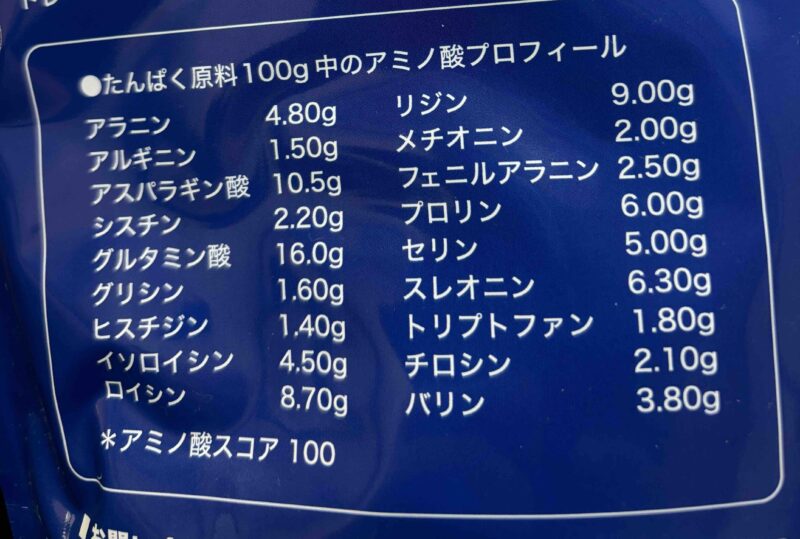 ●たんぱく原料100g中のアミノ酸プロフィール
アラニン 4.80g
アルギニン 1.50g
アスパラギン酸 10.5g
シスチン 2.20g
グルタミン酸 16.0g
グリシン 1.60g
ヒスチジン 1.40g
イソロイシン 4.50g
ロイシン 8.70g
リジン 9.00g
メチオニン 2.00g
フェニルアラニン 2.50g
プロリン 6.00g
セリン 5.00g
スレオニン 6.30g
トリプトファン 1.80g
チロシン 2.10g
バリン 3.80g
＊アミノ酸スコア 100